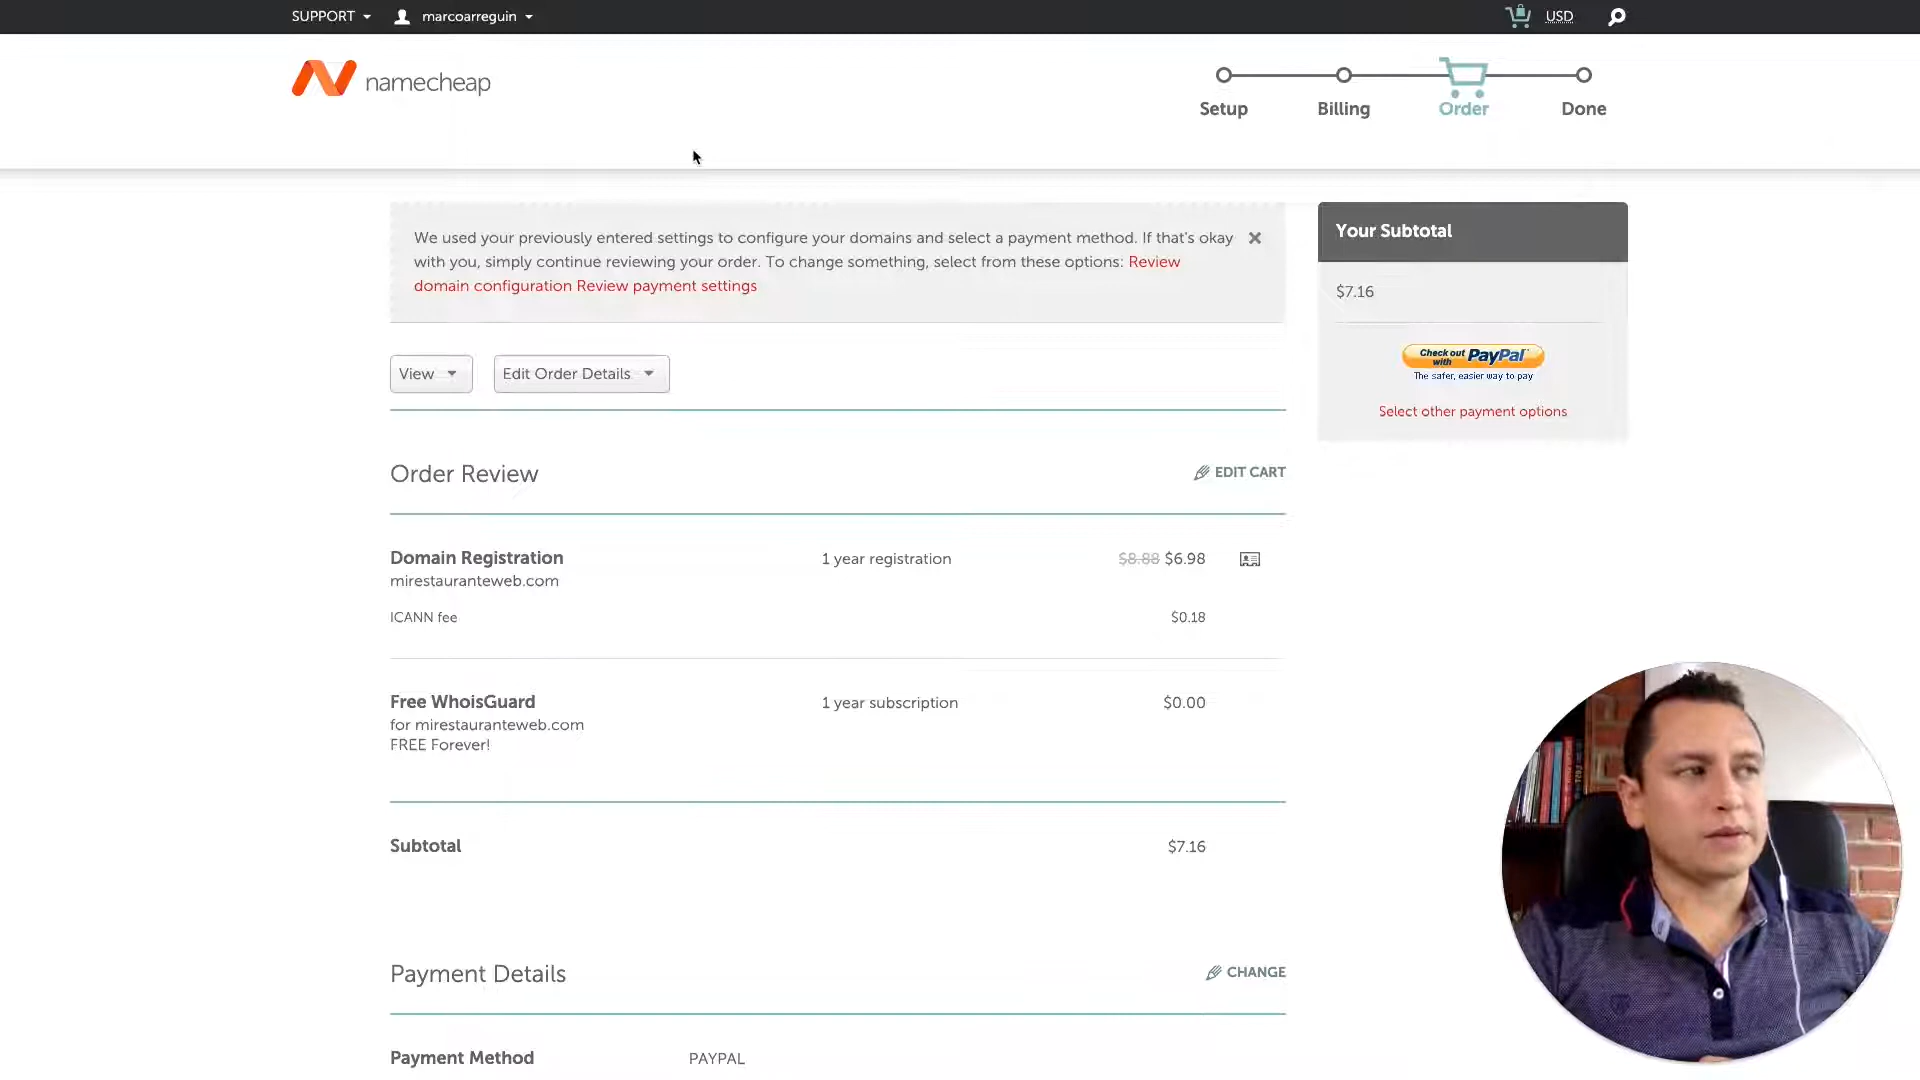 SUPPORT
marcoarreguin
USD
namecheap
Setup
Billing
Order
Done
We used your previously entered settings to configure your domains and select a payment method. If that's okay
with you, simply continue reviewing your order. To change something, select from these options: Review
domain configuration Review payment settings
Your Subtotal
$7.16
Check out with PayPal
The safer, easier way to pay
Select other payment options
View
Edit Order Details
Order Review
EDIT CART
Domain Registration
1 year registration
$8.88 $6.98
mirestauranteweb.com
ICANN fee
$0.18
Free WhoisGuard
1 year subscription
$0.00
for mirestauranteweb.com
FREE Forever!
Subtotal
$7.16
Payment Details
CHANGE
Payment Method
PAYPAL